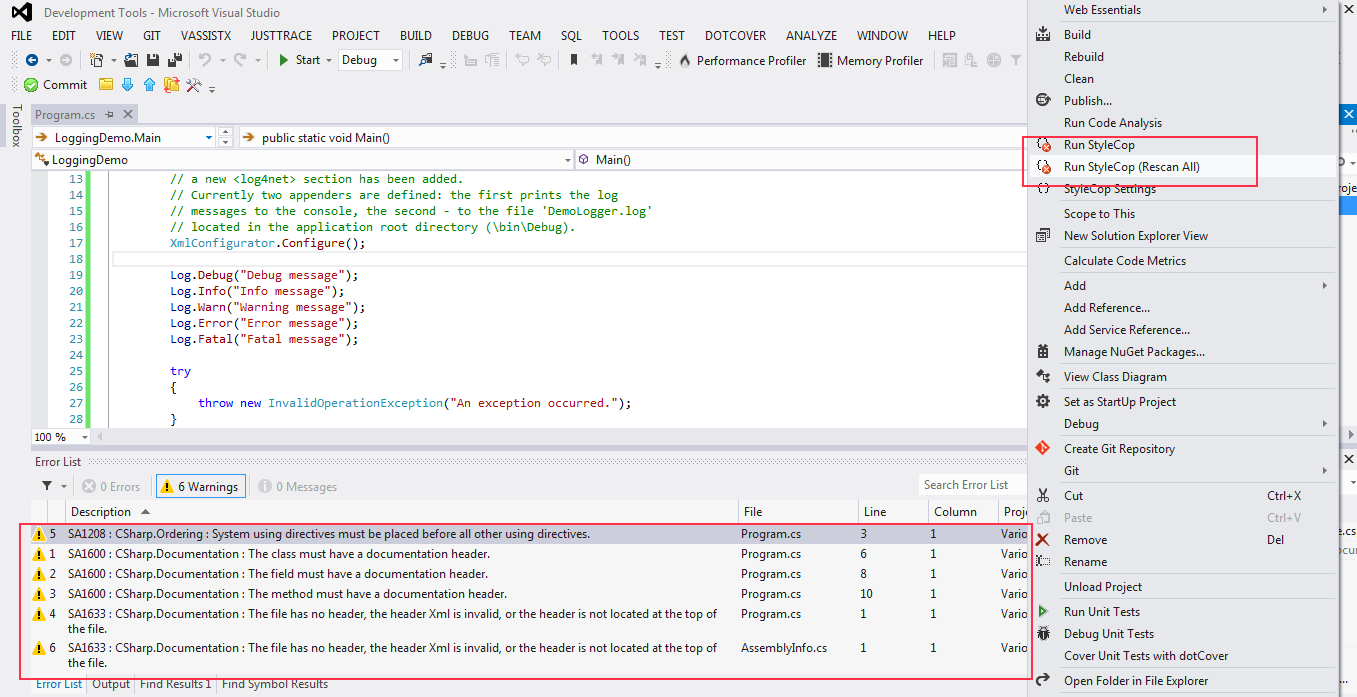 Development Tools - Microsoft Visual Studio
FILE EDIT VIEW GIT VASSISTX JUSTTRACE PROJECT BUILD DEBUG TEAM SQL TOOLS TEST DOTCOVER ANALYZE WINDOW HELP
Start Debug Performance Profiler Memory Profiler
Commit
Toolbox
Program.cs
LoggingDemo.Main public static void Main()
LoggingDemo Main()
13 // a new <log4net> section has been added.
14 // Currently two appenders are defined: the first prints the log
15 // messages to the console, the second - to the file 'DemoLogger.log'
16 // located in the application root directory (\bin\Debug).
17 XmlConfigurator.Configure();
18
19 Log.Debug("Debug message");
20 Log.Info("Info message");
21 Log.Warn("Warning message");
22 Log.Error("Error message");
23 Log.Fatal("Fatal message");
24
25 try
26 {
27 throw new InvalidOperationException("An exception occurred.");
28 }
100 %
Error List
0 Errors 6 Warnings 0 Messages Search Error List
Description File Line Column Proje
5 SA1208 : CSharp.Ordering : System using directives must be placed before all other using directives. Program.cs 3 1 Vario
1 SA1600 : CSharp.Documentation : The class must have a documentation header. Program.cs 6 1 Vario
2 SA1600 : CSharp.Documentation : The field must have a documentation header. Program.cs 8 1 Vario
3 SA1600 : CSharp.Documentation : The method must have a documentation header. Program.cs 10 1 Vario
4 SA1633 : CSharp.Documentation : The file has no header, the header Xml is invalid, or the header is not located at the top of Program.cs 1 1 Vario
the file.
6 SA1633 : CSharp.Documentation : The file has no header, the header Xml is invalid, or the header is not located at the top of AssemblyInfo.cs 1 1 Vario
the file.
Error List Output Find Results 1 Find Symbol Results
Web Essentials
Build
Rebuild
Clean
Publish...
Run Code Analysis
Run StyleCop
Run StyleCop (Rescan All)
StyleCop Settings
Scope to This
New Solution Explorer View
Calculate Code Metrics
Add
Add Reference...
Add Service Reference...
Manage NuGet Packages...
View Class Diagram
Set as StartUp Project
Debug
Create Git Repository
Git
Cut Ctrl+X
Paste Ctrl+V
Remove Del
Rename
Unload Project
Run Unit Tests
Debug Unit Tests
Cover Unit Tests with dotCover
Open Folder in File Explorer